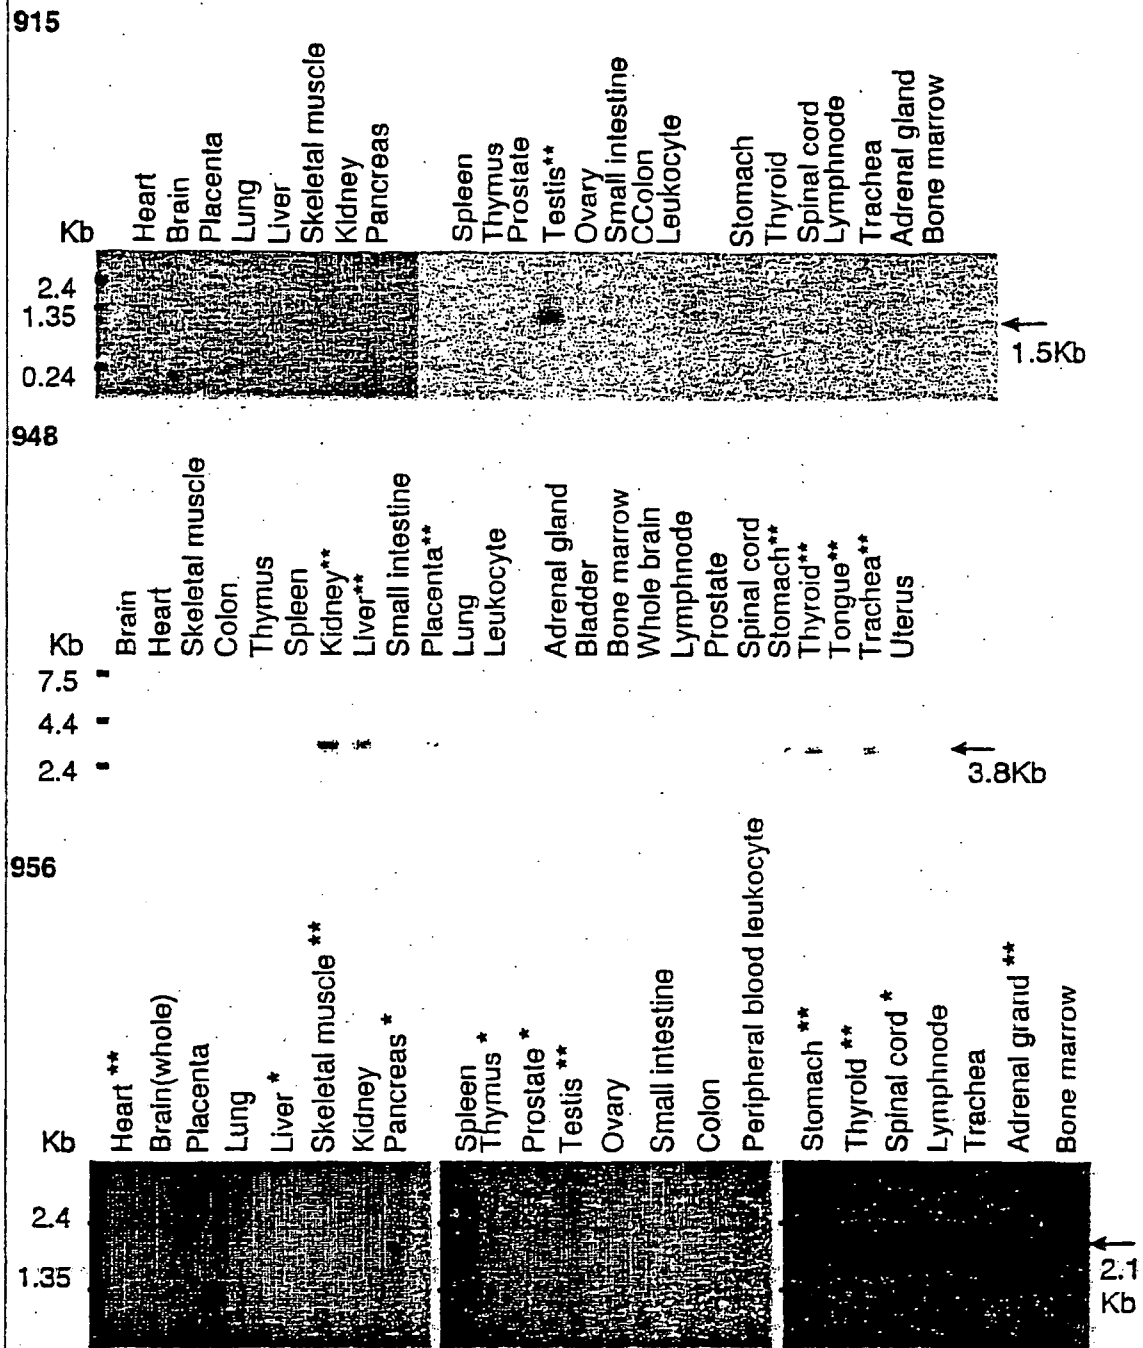 915
Kb
Heart
Brain
Placenta
Lung
Liver
Skeletal muscle
Kidney
Pancreas
Spleen
Thymus
Prostate
Testis**
Ovary
Small intestine
CColon
Leukocyte
Stomach
Thyroid
Spinal cord
Lymphnode
Trachea
Adrenal gland
Bone marrow
2.4
1.35
0.24
1.5Kb
948
Kb
Brain
Heart
Skeletal muscle
Colon
Thymus
Spleen
Kidney**
Liver**
Small intestine
Placenta**
Lung
Leukocyte
Adrenal gland
Bladder
Bone marrow
Whole brain
Lymphnode
Prostate
Spinal cord
Stomach**
Thyroid**
Tongue**
Trachea**
Uterus
7.5
4.4
2.4
3.8Kb
956
Kb
Heart **
Brain(whole)
Placenta
Lung
Liver *
Skeletal muscle **
Kidney
Pancreas *
Spleen
Thymus *
Prostate *
Testis **
Ovary
Small intestine
Colon
Peripheral blood leukocyte
Stomach **
Thyroid **
Spinal cord *
Lymphnode
Trachea
Adrenal grand **
Bone marrow
2.4
1.35
2.1
Kb